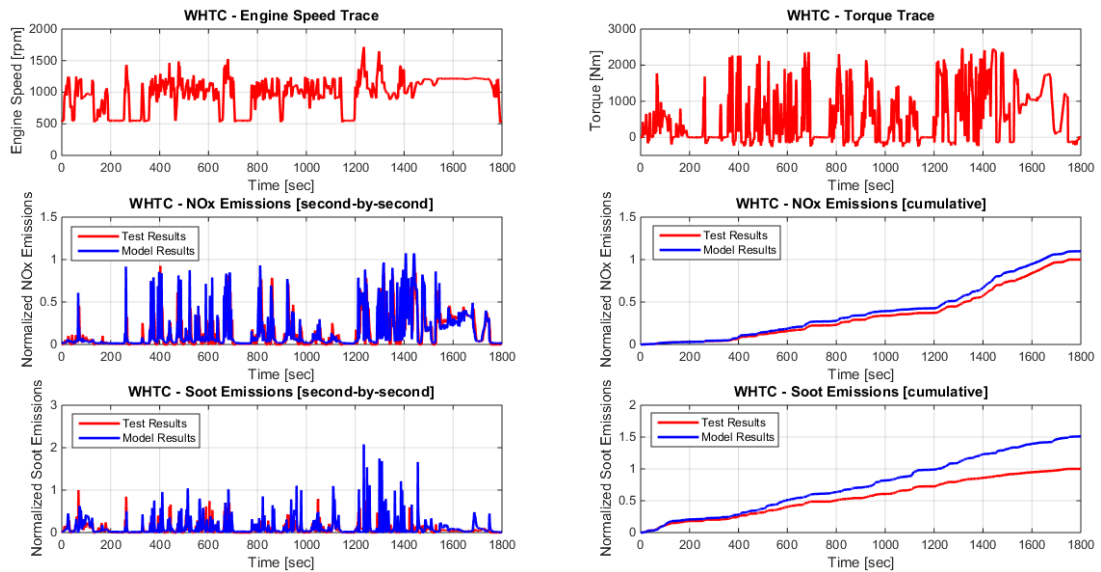 WHTC - Engine Speed Trace
Engine Speed [rpm]
2000
1500
1000
500
0
0 200 400 600 800 1000 1200 1400 1600 1800
Time [sec]
WHTC - Torque Trace
Torque [Nm]
3000
2000
1000
0
0 200 400 600 800 1000 1200 1400 1600 1800
Time [sec]
WHTC - NOx Emissions [second-by-second]
Normalized NOx Emissions
1.5
1
0.5
0
Test Results
Model Results
0 200 400 600 800 1000 1200 1400 1600 1800
Time [sec]
WHTC - NOx Emissions [cumulative]
Normalized NOx Emissions
1.5
1
0.5
0
Test Results
Model Results
0 200 400 600 800 1000 1200 1400 1600 1800
Time [sec]
WHTC - Soot Emissions [second-by-second]
Normalized Soot Emissions
3
2
1
0
Test Results
Model Results
0 200 400 600 800 1000 1200 1400 1600 1800
Time [sec]
WHTC - Soot Emissions [cumulative]
Normalized Soot Emissions
2
1.5
1
0.5
0
Test Results
Model Results
0 200 400 600 800 1000 1200 1400 1600 1800
Time [sec]